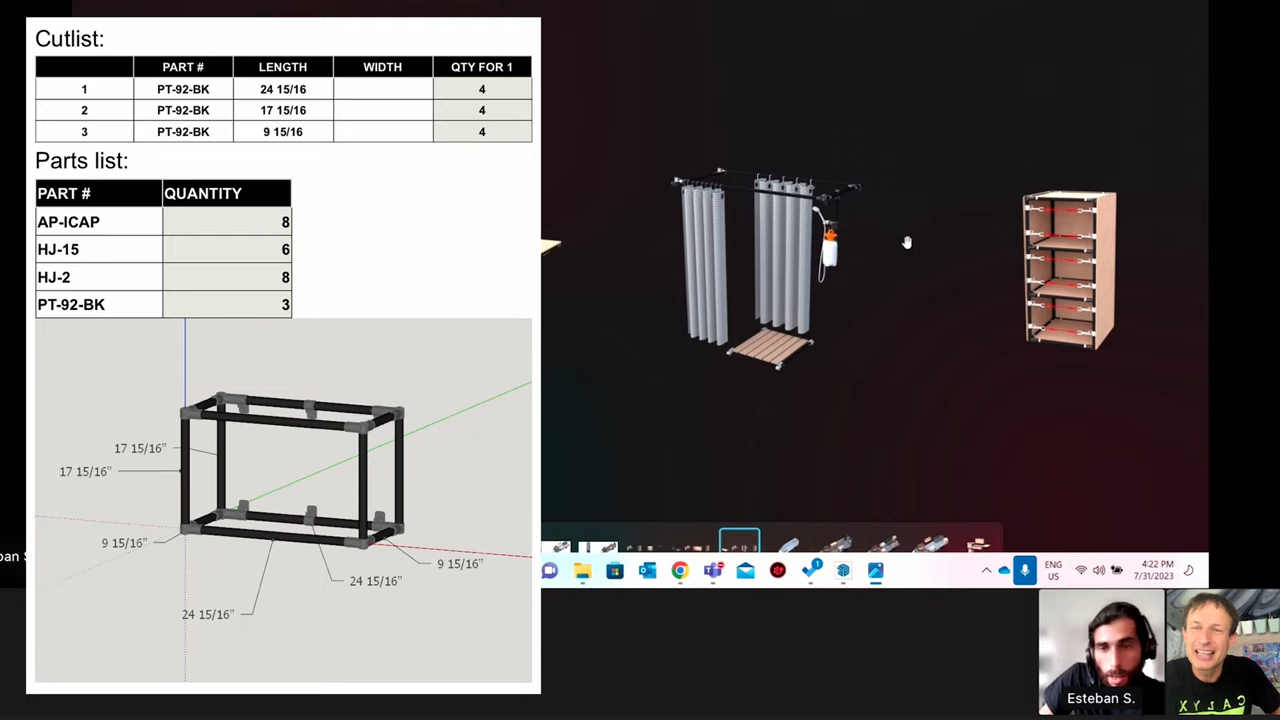 Cutlist:
PART # LENGTH WIDTH QTY FOR 1
1 PT-92-BK 24 15/16 4
2 PT-92-BK 17 15/16 4
3 PT-92-BK 9 15/16 4
Parts list:
PART # QUANTITY
AP-ICAP 8
HJ-15 6
HJ-2 8
PT-92-BK 3
17 15/16"
17 15/16"
9 15/16"
9 15/16"
24 15/16"
24 15/16"
ban S
1
ENG
US
4:22 PM
7/31/2023
Esteban S.
CALYX